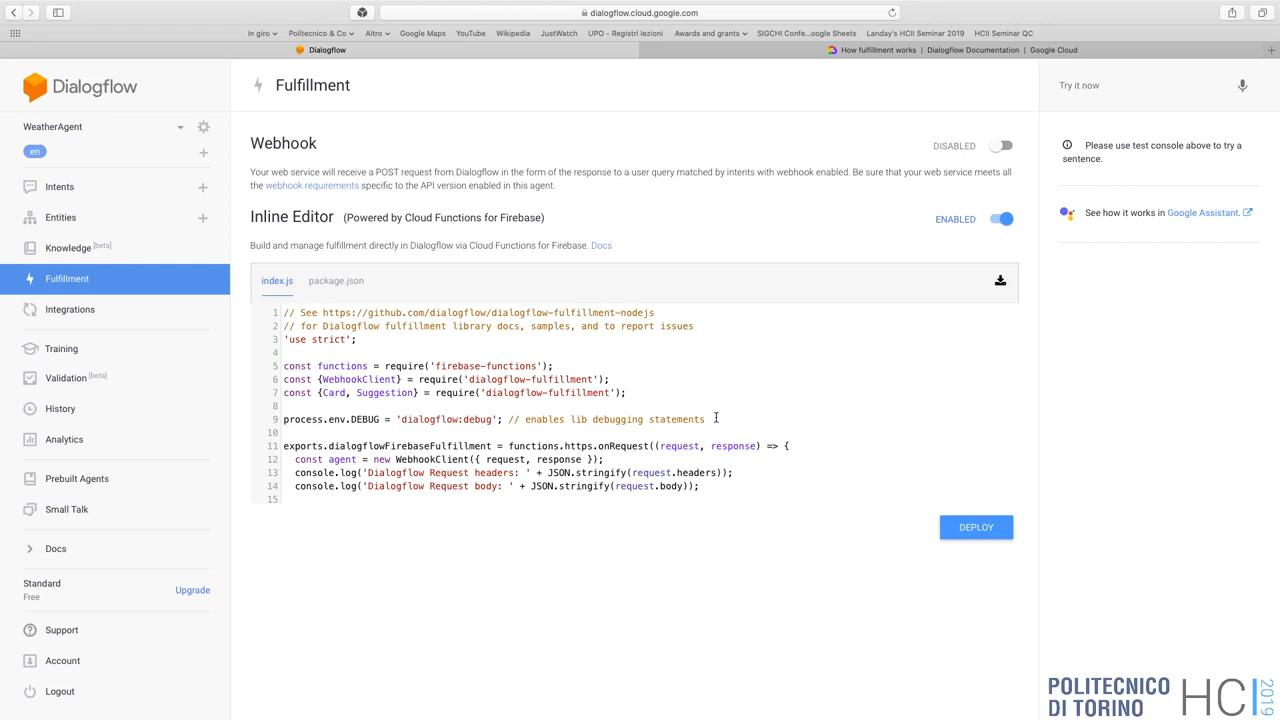 dialogflow.cloud.google.com
In giro
Politecnico & Co
Altro
Google Maps
YouTube
Wikipedia
JustWatch
UPO - Registri lezioni
Awards and grants
SIGCHI Confe...oogle Sheets
Landay's HCII Seminar 2019
HCII Seminar QC
Dialogflow
How fulfillment works | Dialogflow Documentation | Google Cloud
Dialogflow
WeatherAgent
en
Intents
Entities
Knowledge [beta]
Fulfillment
Integrations
Training
Validation [beta]
History
Analytics
Prebuilt Agents
Small Talk
Docs
Standard
Free
Upgrade
Support
Account
Logout
Fulfillment
Webhook
DISABLED
Your web service will receive a POST request from Dialogflow in the form of the response to a user query matched by intents with webhook enabled. Be sure that your web service meets all
the webhook requirements specific to the API version enabled in this agent.
Inline Editor (Powered by Cloud Functions for Firebase)
ENABLED
Build and manage fulfillment directly in Dialogflow via Cloud Functions for Firebase. Docs
index.js
package.json
1 // See https://github.com/dialogflow/dialogflow-fulfillment-nodejs
2 // for Dialogflow fulfillment library docs, samples, and to report issues
3 'use strict';
4
5 const functions = require('firebase-functions');
6 const {WebhookClient} = require('dialogflow-fulfillment');
7 const {Card, Suggestion} = require('dialogflow-fulfillment');
8
9 process.env.DEBUG = 'dialogflow:debug'; // enables lib debugging statements
10
11 exports.dialogflowFirebaseFulfillment = functions.https.onRequest((request, response) => {
12 const agent = new WebhookClient({ request, response });
13 console.log('Dialogflow Request headers: ' + JSON.stringify(request.headers));
14 console.log('Dialogflow Request body: ' + JSON.stringify(request.body));
15
DEPLOY
Try it now
Please use test console above to try a
sentence.
See how it works in Google Assistant.
POLITECNICO
DI TORINO
HCI
2019